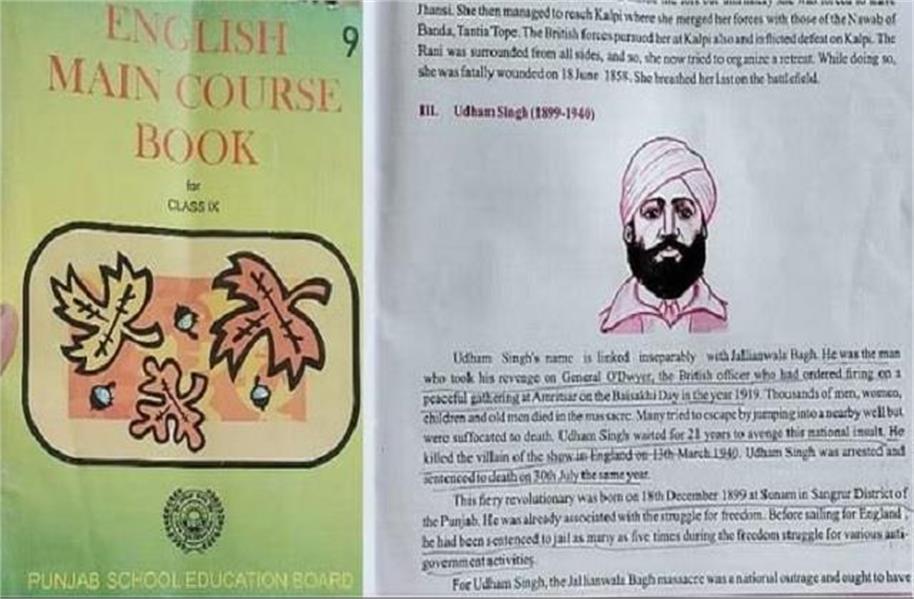 ENGLISH
9
MAIN COURSE
BOOK
for
CLASS IX
PUNJAB SCHOOL EDUCATION BOARD
Jhansi. She then managed to reach Kalpi where she merged her forces with those of the Nawab of
Banda, Tantia Tope. The British forces pursued her at Kalpi also and inflicted defeat on Kalpi. The
Rani was surrounded from all sides, and so, she now tried to organize a retreat. While doing so,
she was fatally wounded on 18 June 1858. She breathed her last on the battlefield.
III. Udham Singh (1899-1940)
Udham Singh's name is linked inseparably with Jallianwala Bagh. He was the man
who took his revenge on General O'Dwyer, the British officer who had ordered firing on a
peaceful gathering at Amritsar on the Baisakhi Day in the year 1919. Thousands of men, women,
children and old men died in the massacre. Many tried to escape by jumping into a nearby well but
were suffocated to death. Udham Singh waited for 21 years to avenge this national insult. He
killed the villain of the show in England on 13th March 1940. Udham Singh was arrested and
sentenced to death on 30th July the same year.
This fiery revolutionary was born on 18th December 1899 at Sunam in Sangrur District of
the Punjab. He was already associated with the struggle for freedom. Before sailing for England,
he had been sentenced to jail as many as five times during the freedom struggle for various anti-
government activities.
For Udham Singh, the Jallianwala Bagh massacre was a national outrage and ought to have